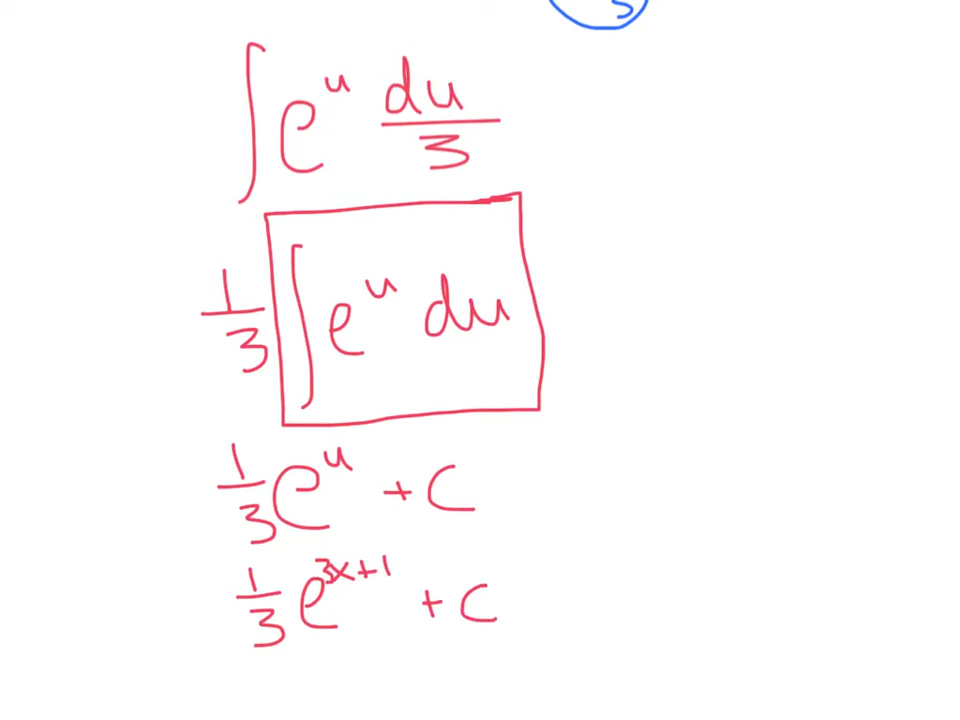 ∫ e^u du/3
1/3 ∫ e^u du
1/3 e^u + c
1/3 e^(3x+1) + c